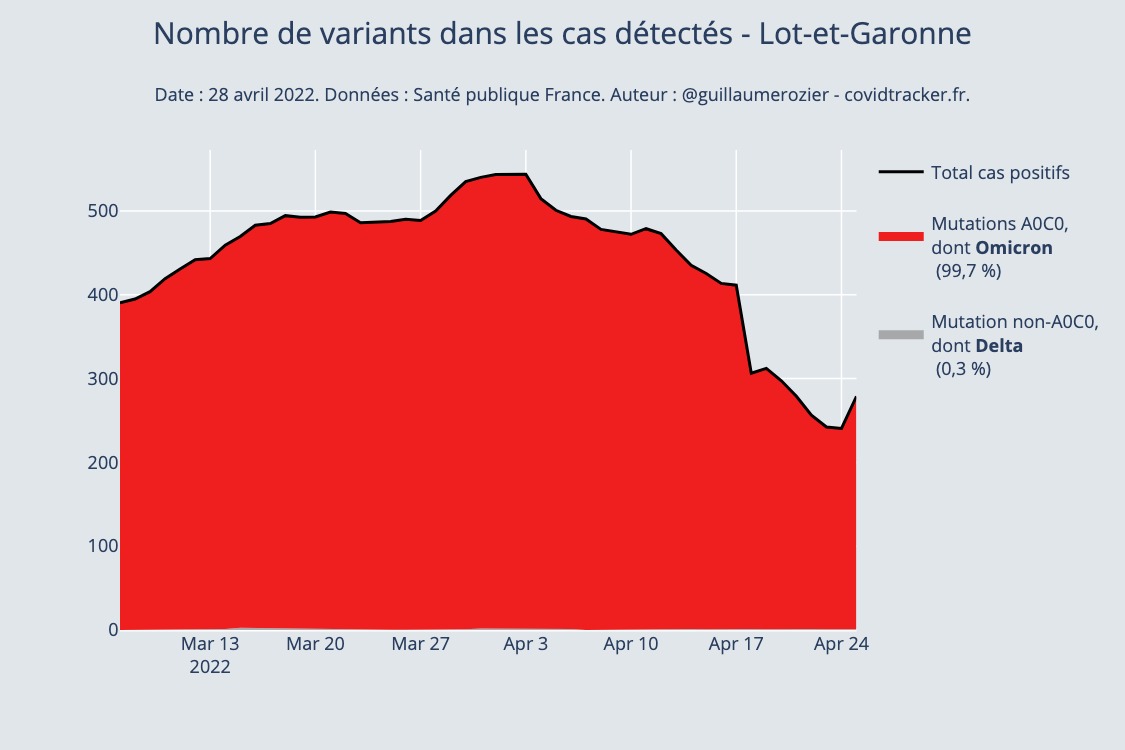 Nombre de variants dans les cas détectés - Lot-et-Garonne
Date : 28 avril 2022. Données : Santé publique France. Auteur : @guillaumerozier - covidtracker.fr.
Total cas positifs
Mutations A0C0,
dont Omicron
(99,7 %)
Mutation non-A0C0,
dont Delta
(0,3 %)
500
400
300
200
100
0
Mar 13
2022
Mar 20
Mar 27
Apr 3
Apr 10
Apr 17
Apr 24